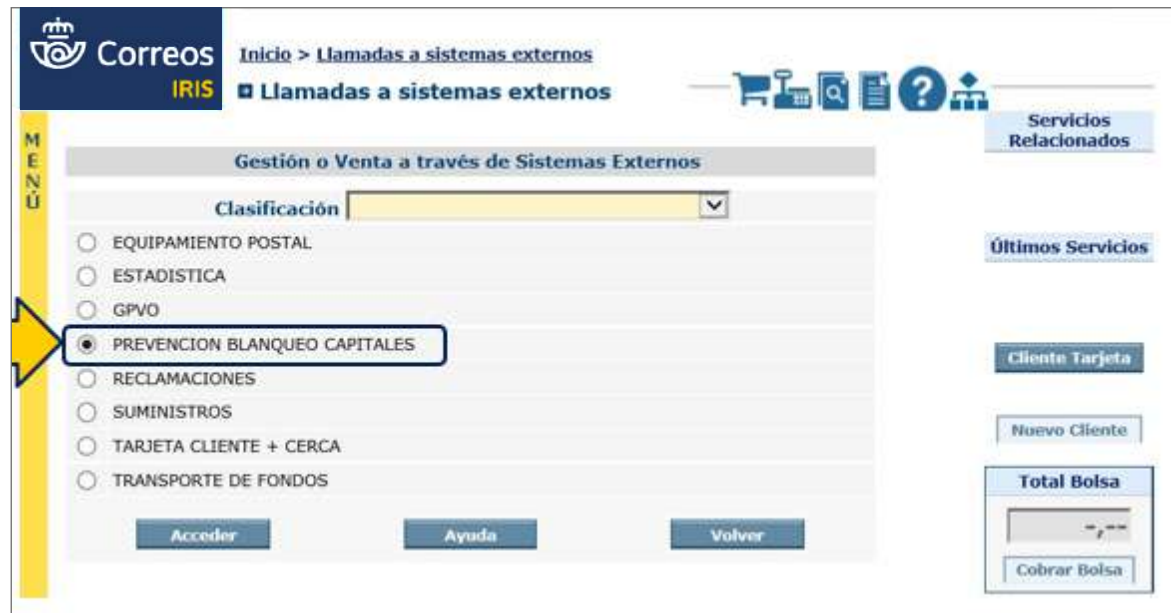 Correos
IRIS
Inicio > Llamadas a sistemas externos
Llamadas a sistemas externos
?
MENÚ
Gestión o Venta a través de Sistemas Externos
Clasificación
EQUIPAMIENTO POSTAL
ESTADISTICA
GPVO
PREVENCION BLANQUEO CAPITALES
RECLAMACIONES
SUMINISTROS
TARJETA CLIENTE + CERCA
TRANSPORTE DE FONDOS
Acceder
Ayuda
Volver
Servicios
Relacionados
Últimos Servicios
Cliente Tarjeta
Nuevo Cliente
Total Bolsa
-,--
Cobrar Bolsa